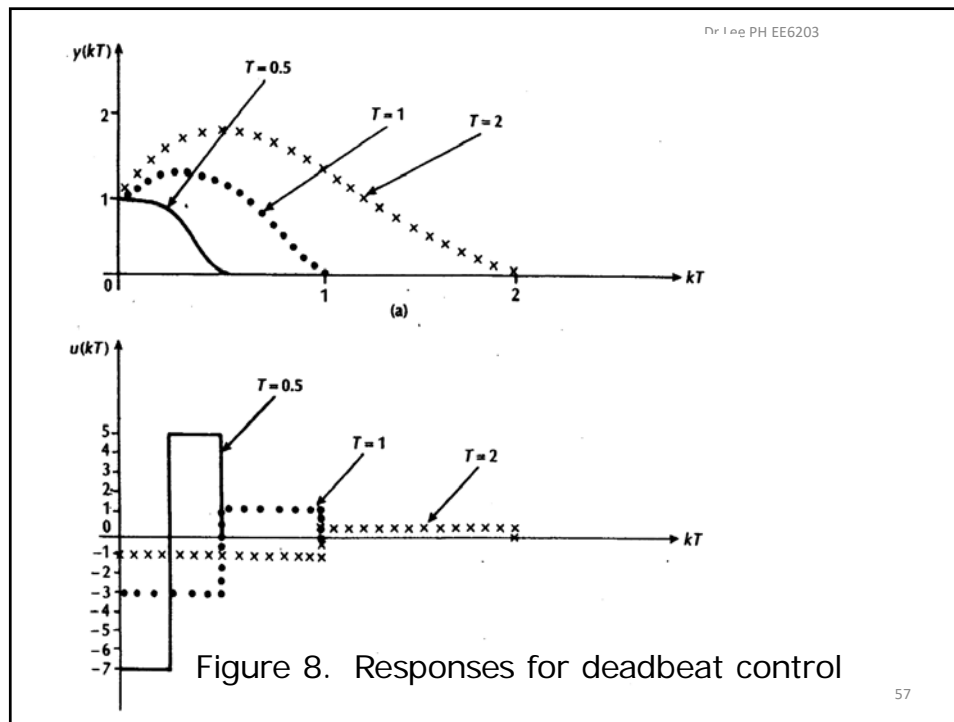 Dr Lee PH EE6203
y(kT)
T = 0.5
2
T = 1
T = 2
1
0
1
2
kT
(a)
u(kT)
T = 0.5
5
T = 1
4
T = 2
3
2
1
0
kT
−1
−2
−3
−4
−5
−6
−7
Figure 8. Responses for deadbeat control
57